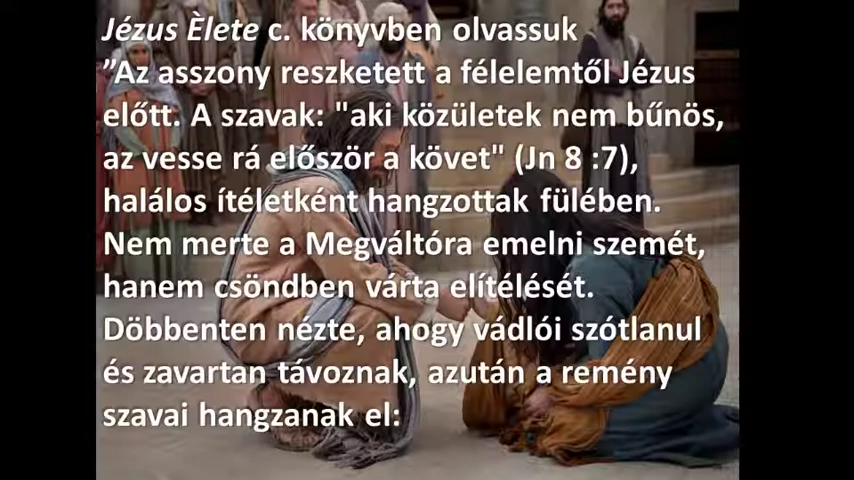 Jézus Èlete c. könyvben olvassuk
”Az asszony reszketett a félelemtől Jézus
előtt. A szavak: "aki közületek nem bűnös,
az vesse rá először a követ" (Jn 8 :7),
halálos ítéletként hangzottak fülében.
Nem merte a Megváltóra emelni szemét,
hanem csöndben várta elítélését.
Döbbenten nézte, ahogy vádlói szótlanul
és zavartan távoznak, azután a remény
szavai hangzanak el: